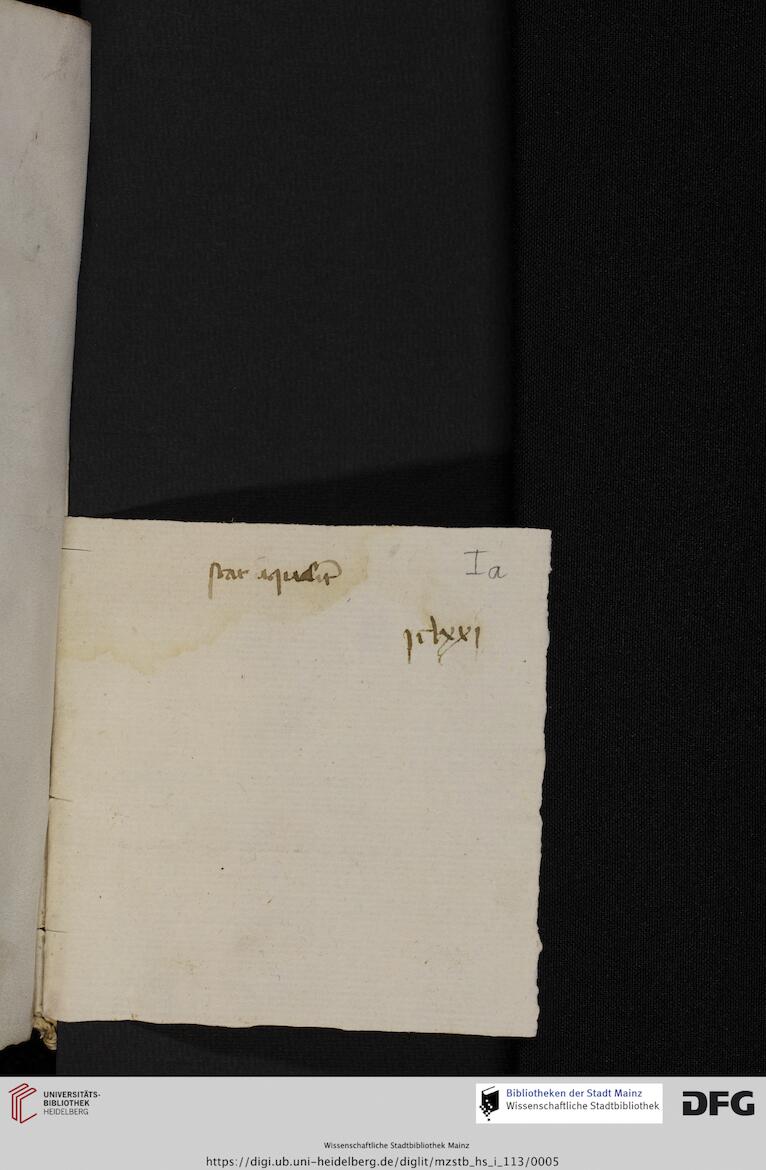 stat
Ia
UNIVERSITÄTS-
BIBLIOTHEK
HEIDELBERG
Bibliotheken der Stadt Mainz
Wissenschaftliche Stadtbibliothek
DFG
Wissenschaftliche Stadtbibliothek Mainz
https://digi.ub.uni-heidelberg.de/diglit/mzstb_hs_i_113/0005